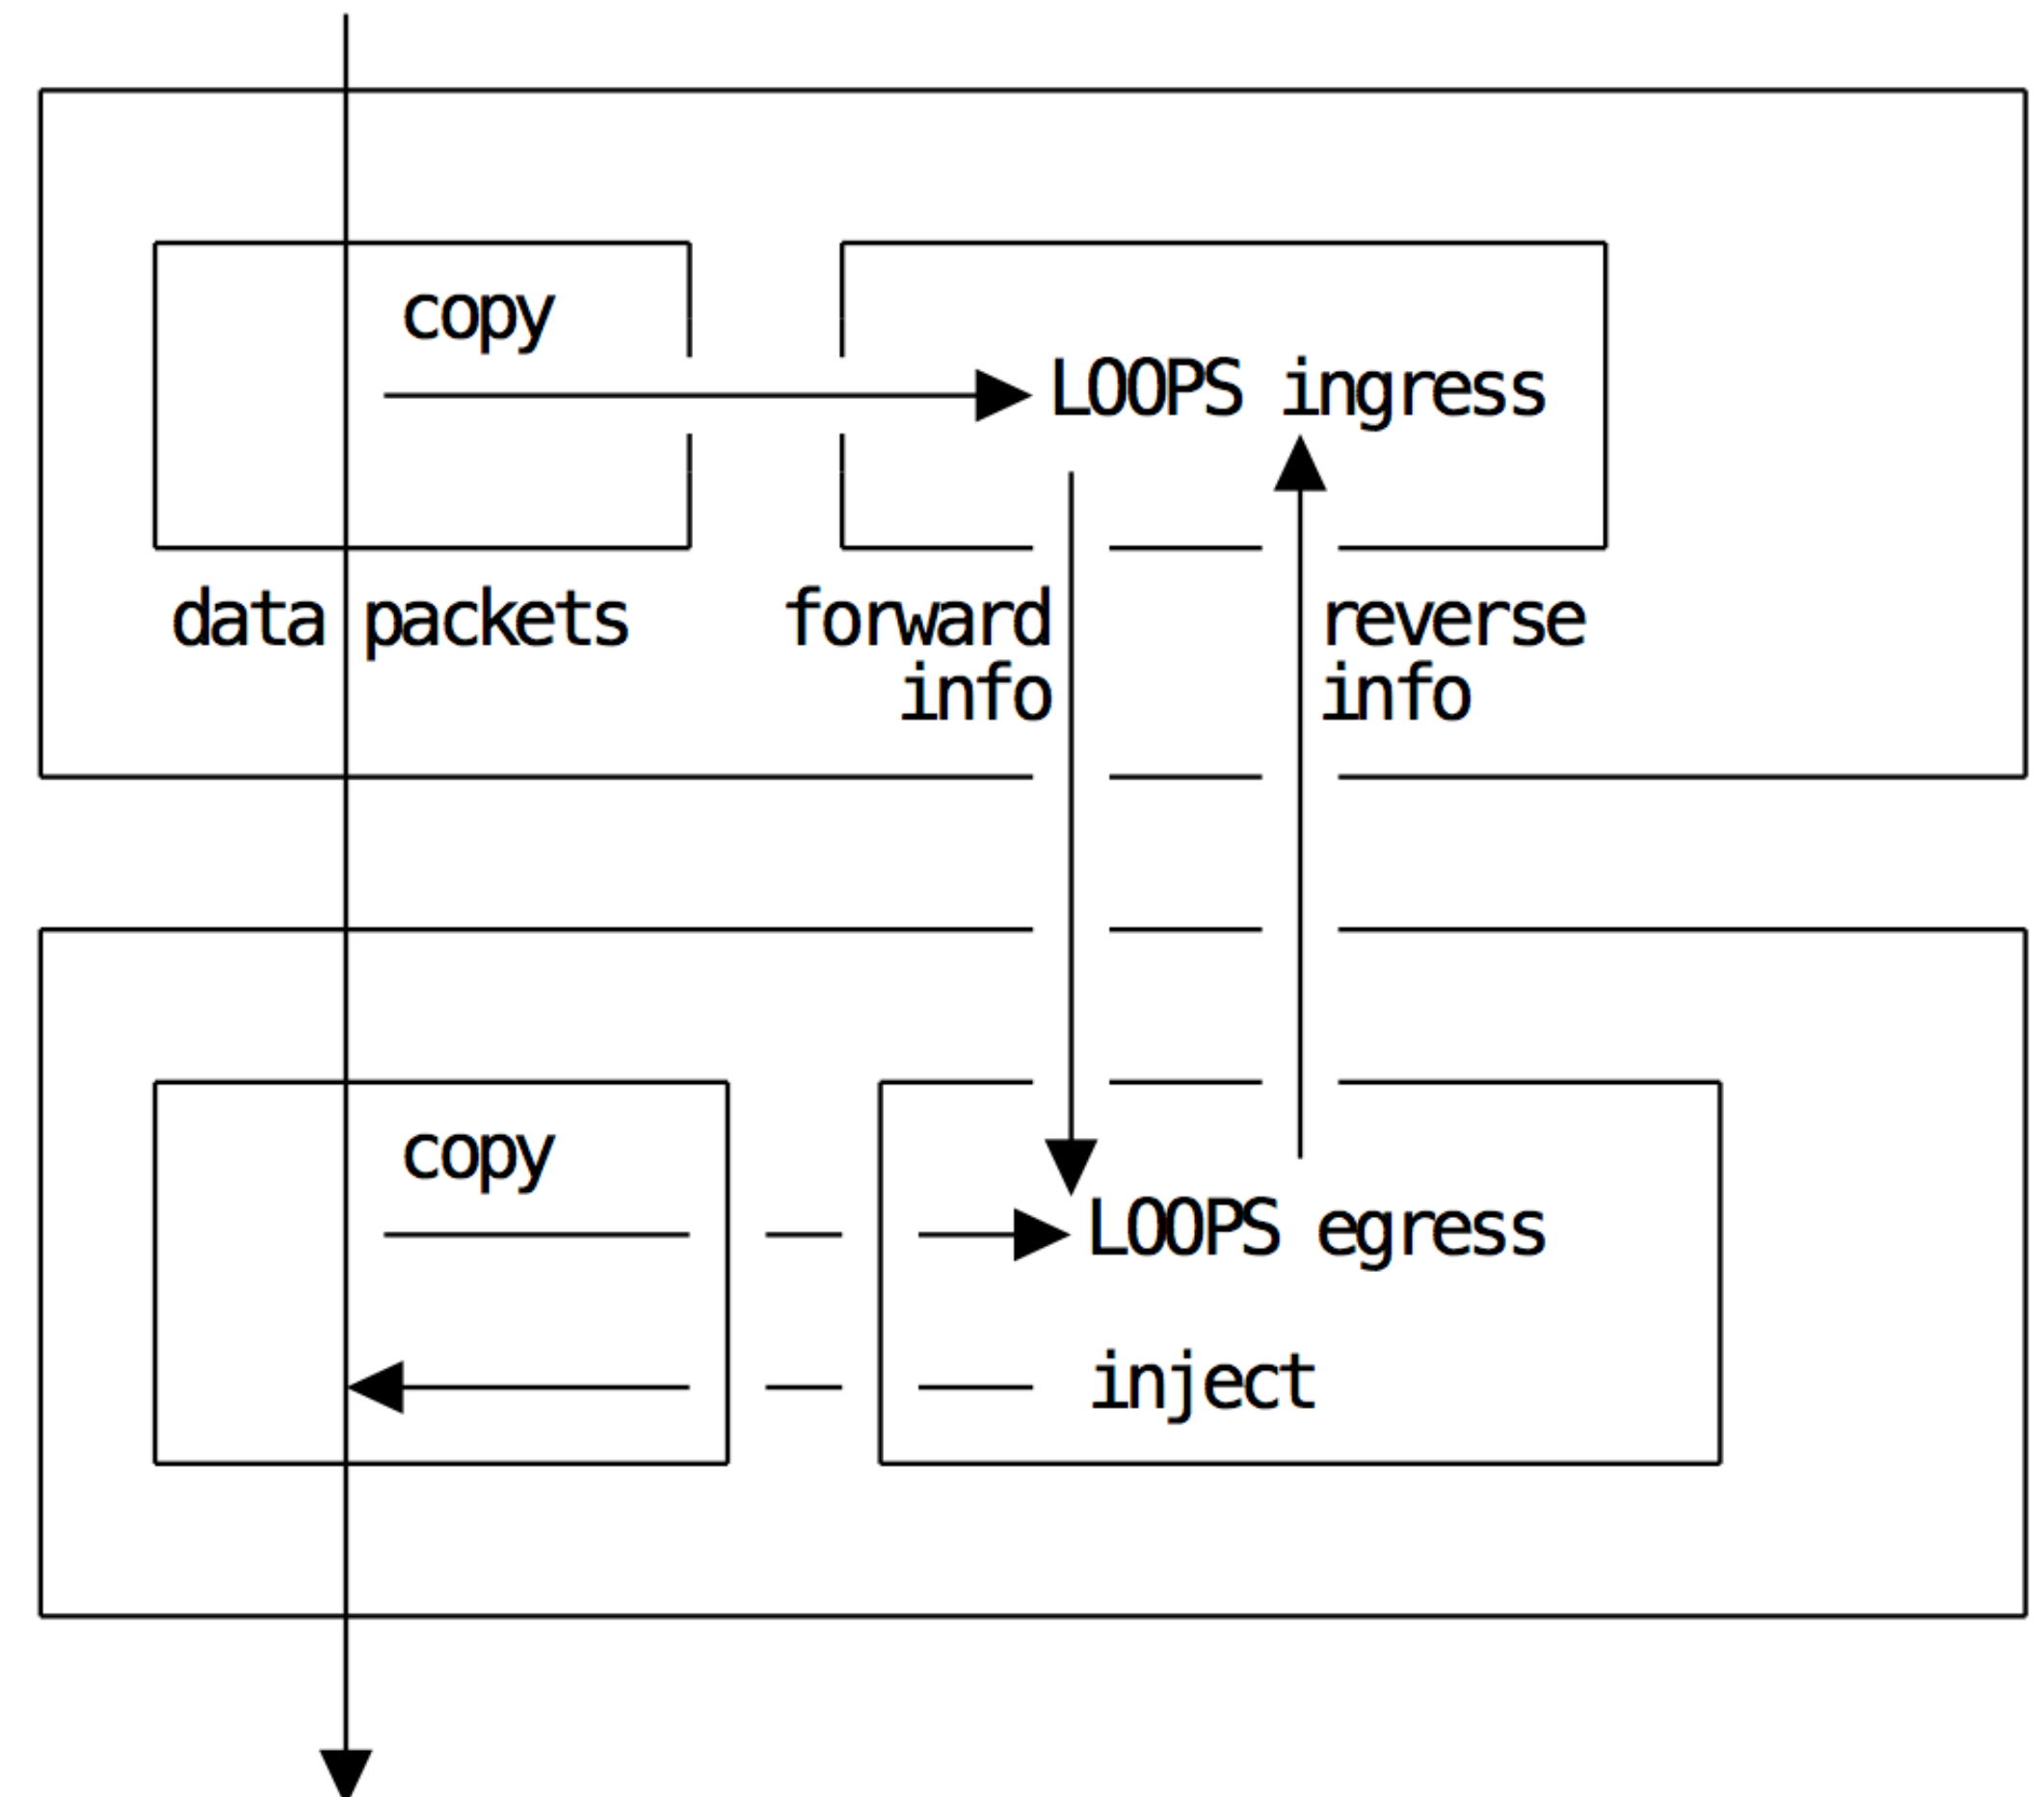 copy
LOOPS ingress
data packets
forward
info
reverse
info
copy
LOOPS egress
inject